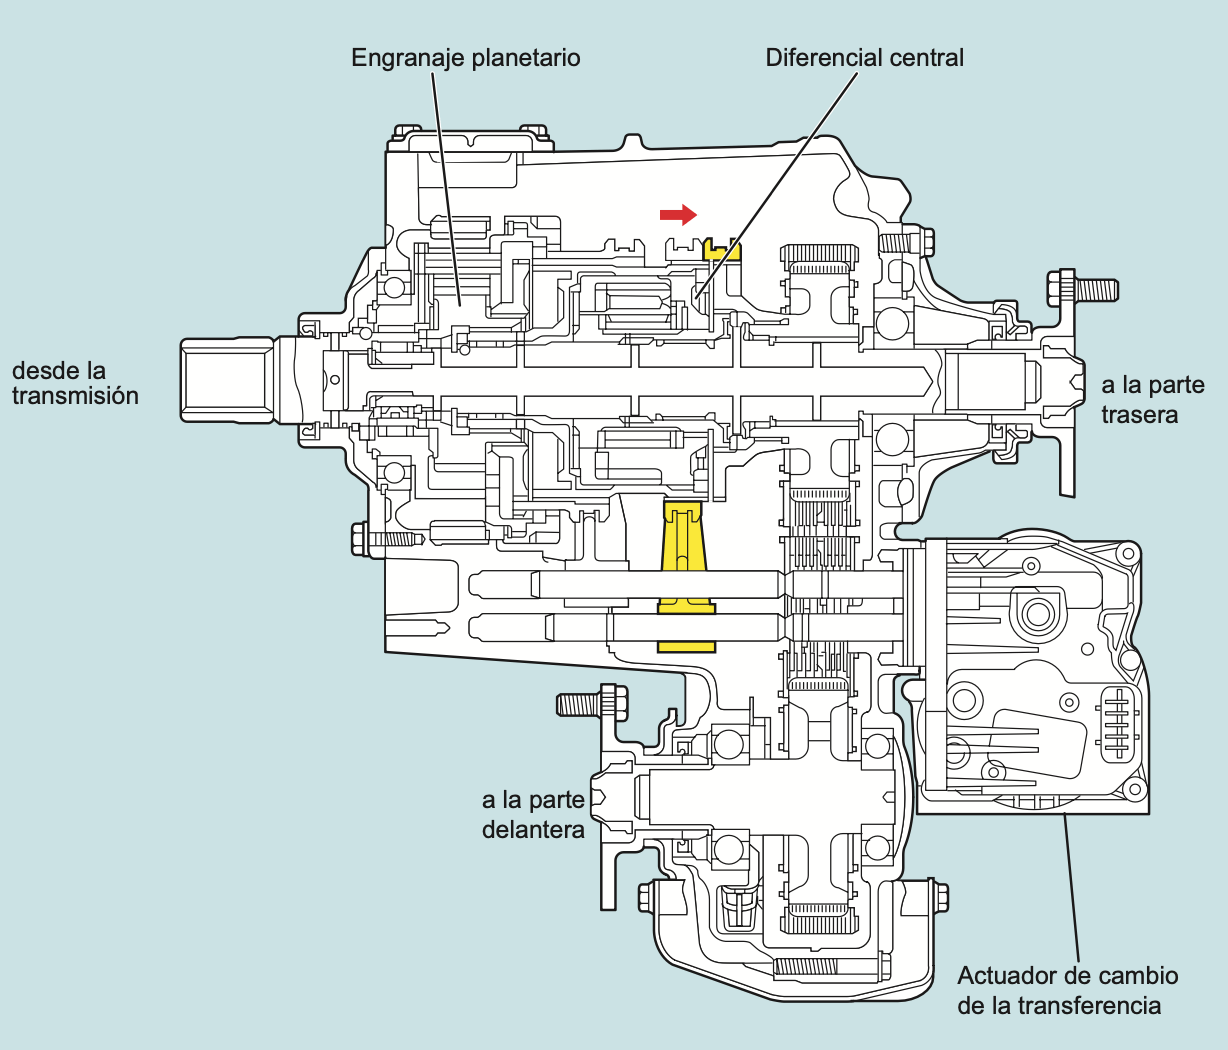 Engranaje planetario
Diferencial central
desde la
transmisión
a la parte
trasera
a la parte
delantera
Actuador de cambio
de la transferencia